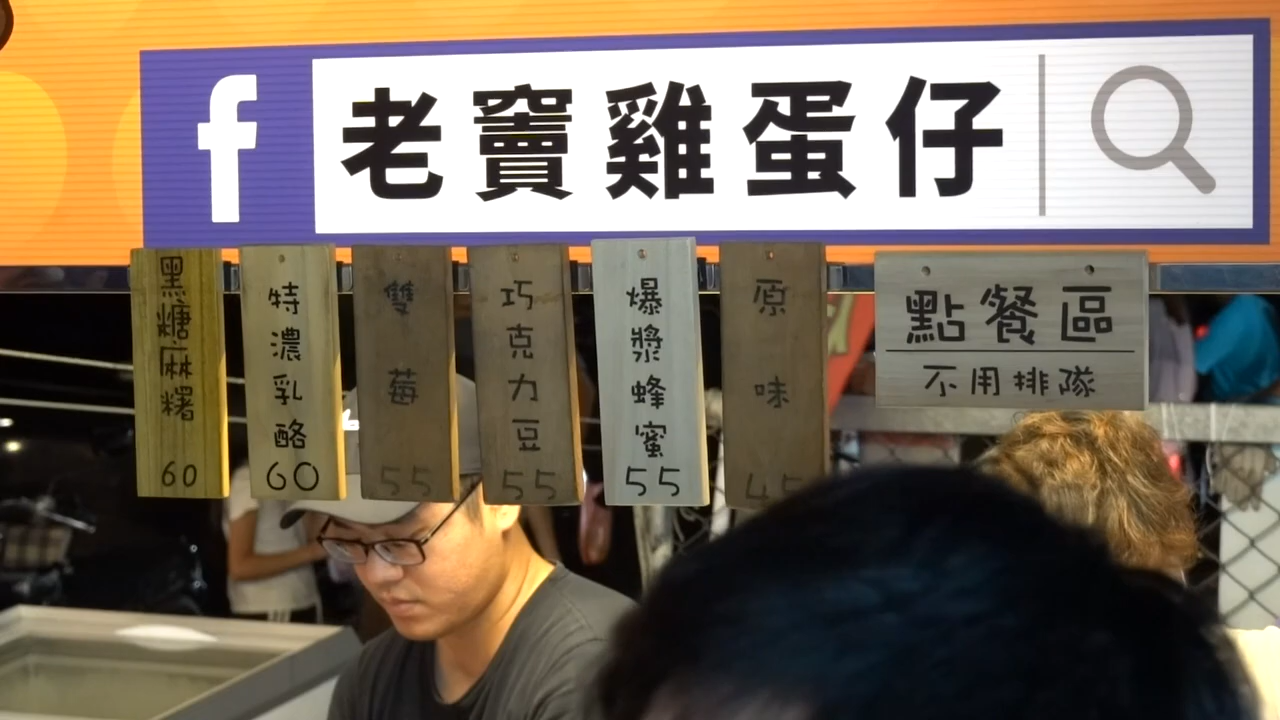 f 老竇雞蛋仔
黑糖麻糬 60
特濃乳酪 60
雙莓 55
巧克力豆 55
爆漿蜂蜜 55
原味 45
點餐區
不用排隊